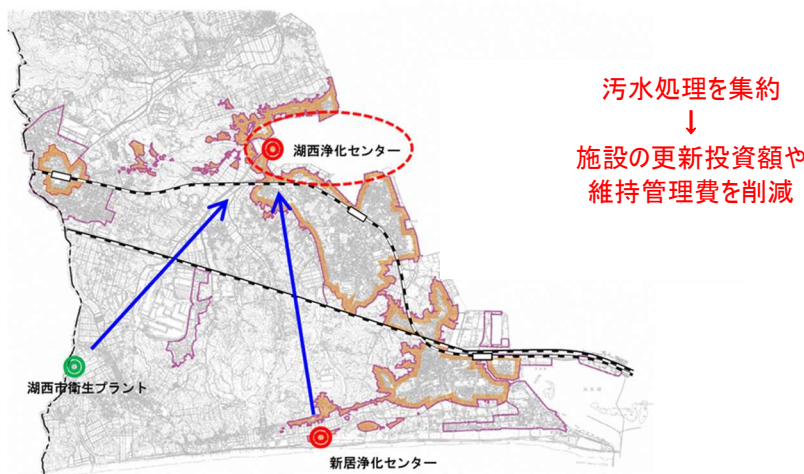 汚水処理を集約
↓
施設の更新投資額や
維持管理費を削減
湖西浄化センター
湖西市衛生プラント
新居浄化センター